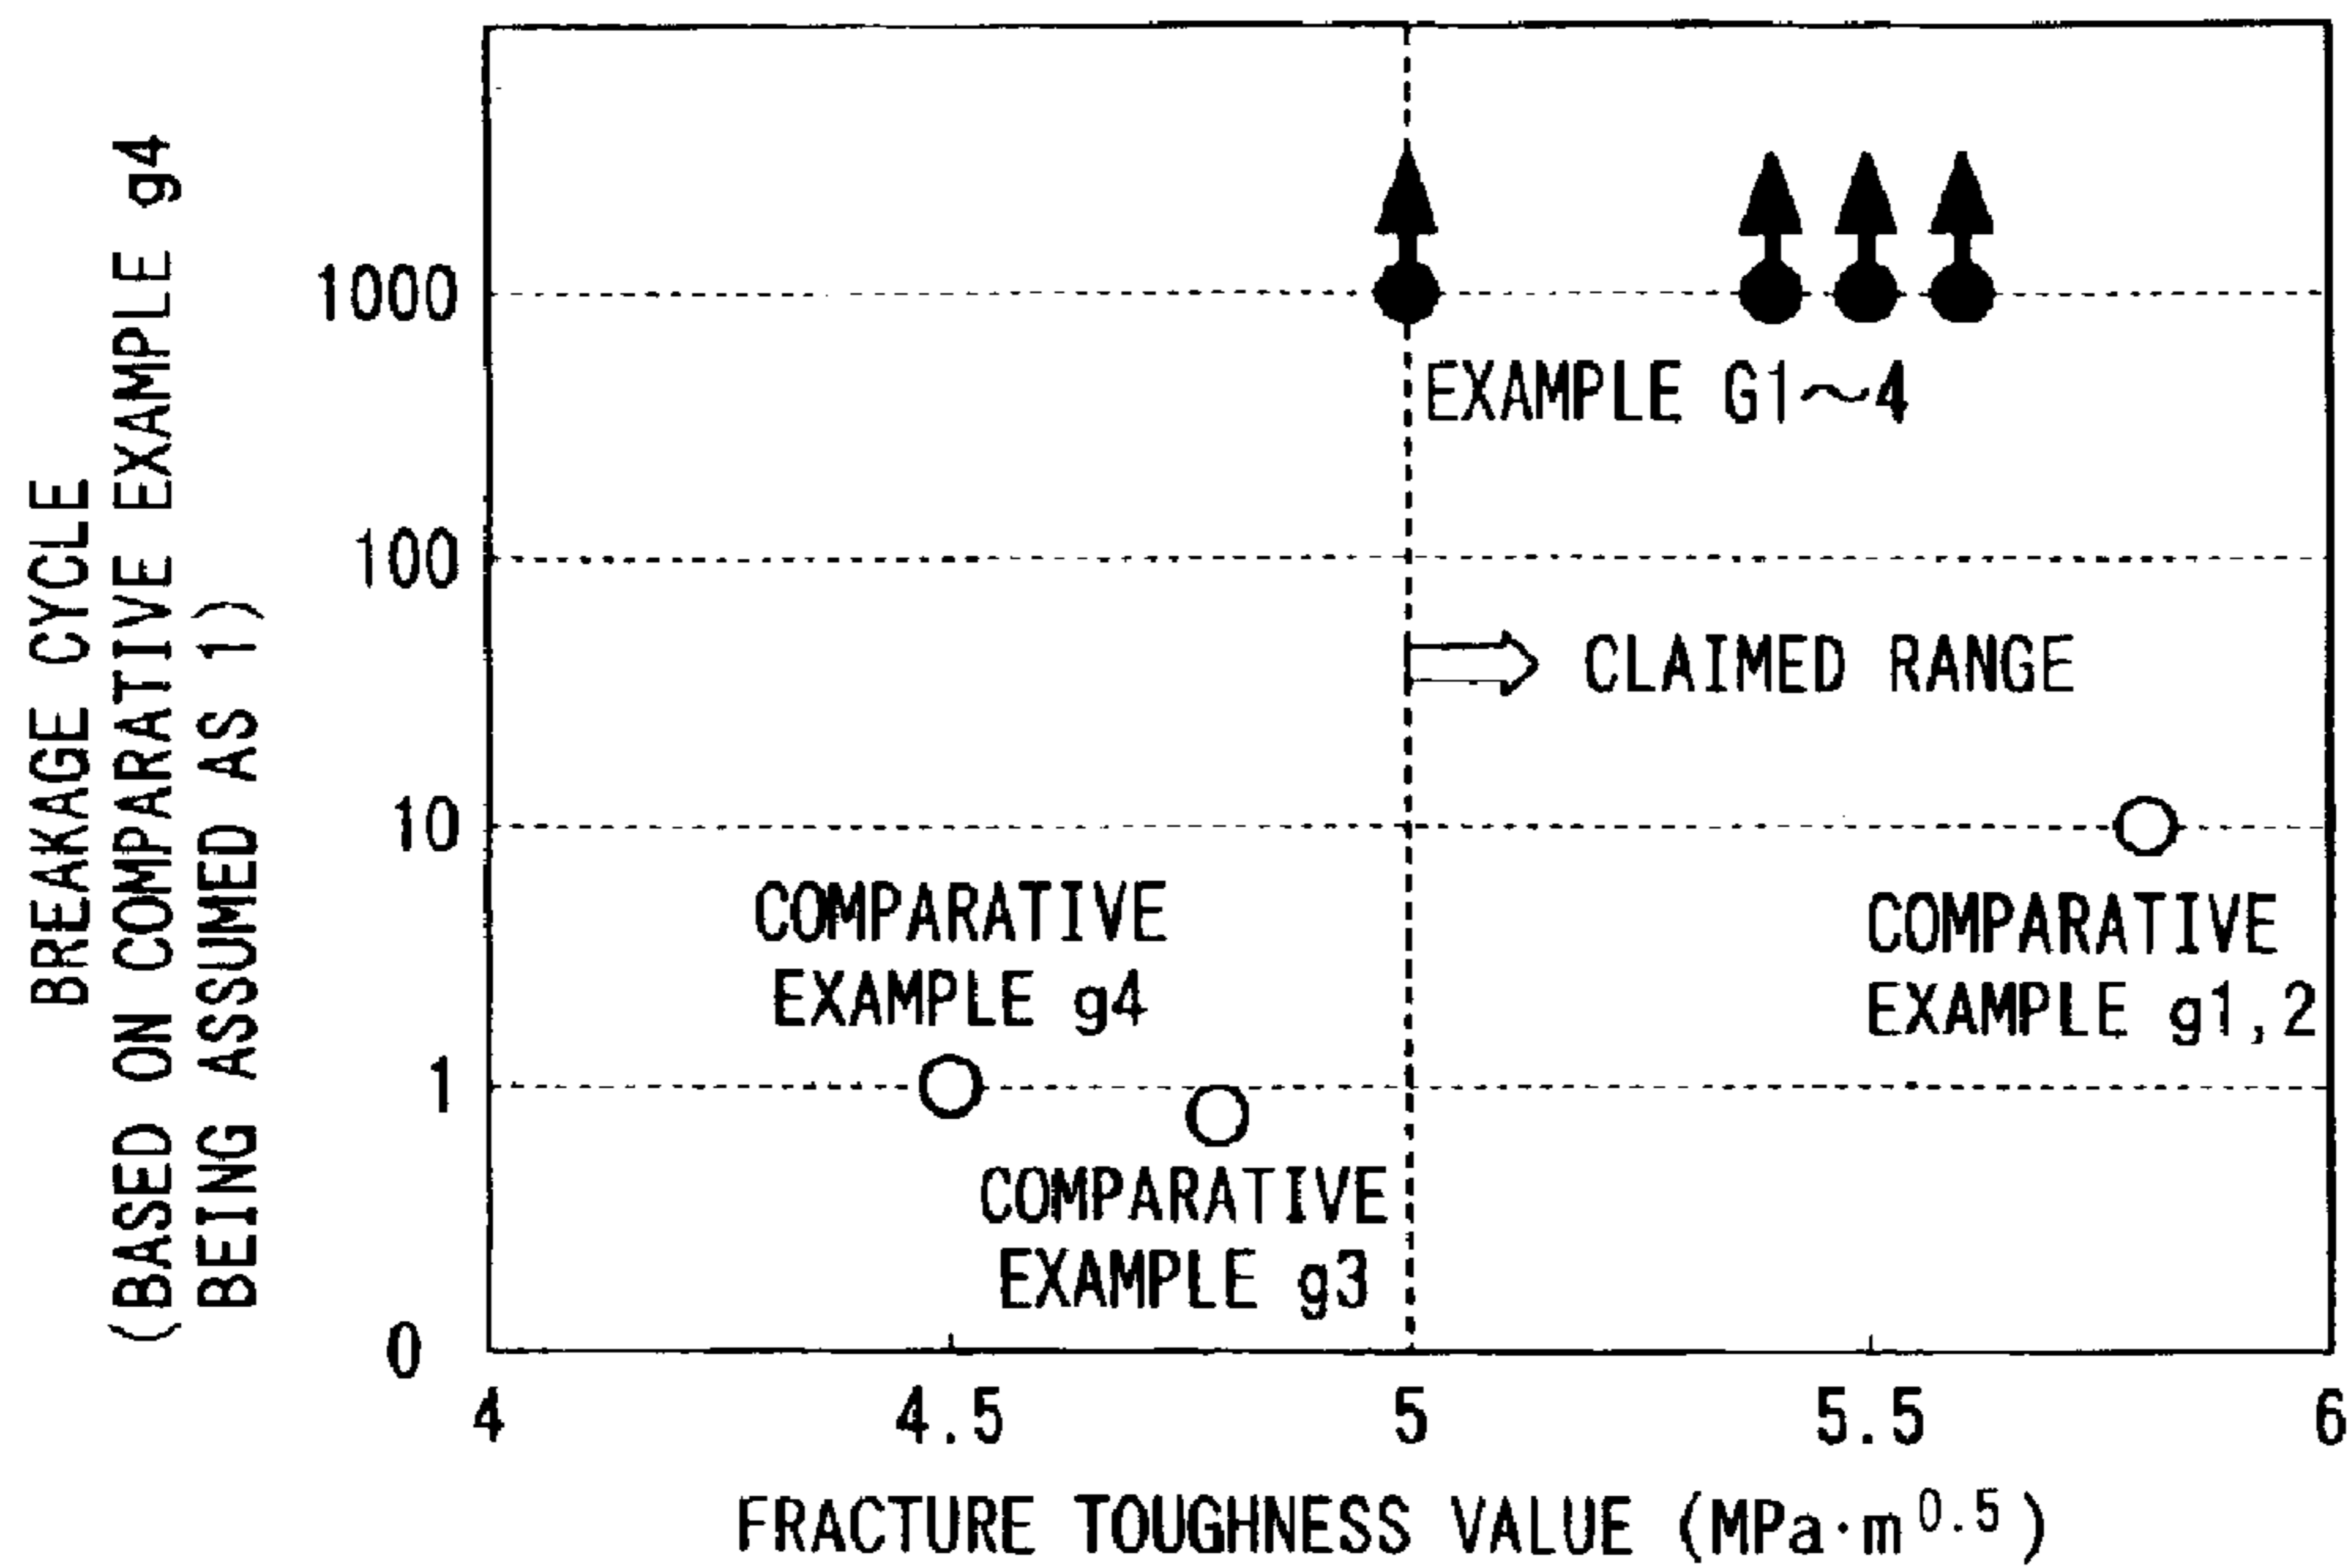 BREAKAGE CYCLE
(BASED ON COMPARATIVE EXAMPLE g4
BEING ASSUMED AS 1)
1000
100
10
1
0
EXAMPLE G1~4
CLAIMED RANGE
COMPARATIVE
EXAMPLE g4
COMPARATIVE
EXAMPLE g1,2
COMPARATIVE
EXAMPLE g3
4 4.5 5 5.5 6
FRACTURE TOUGHNESS VALUE (MPa·m^0.5)